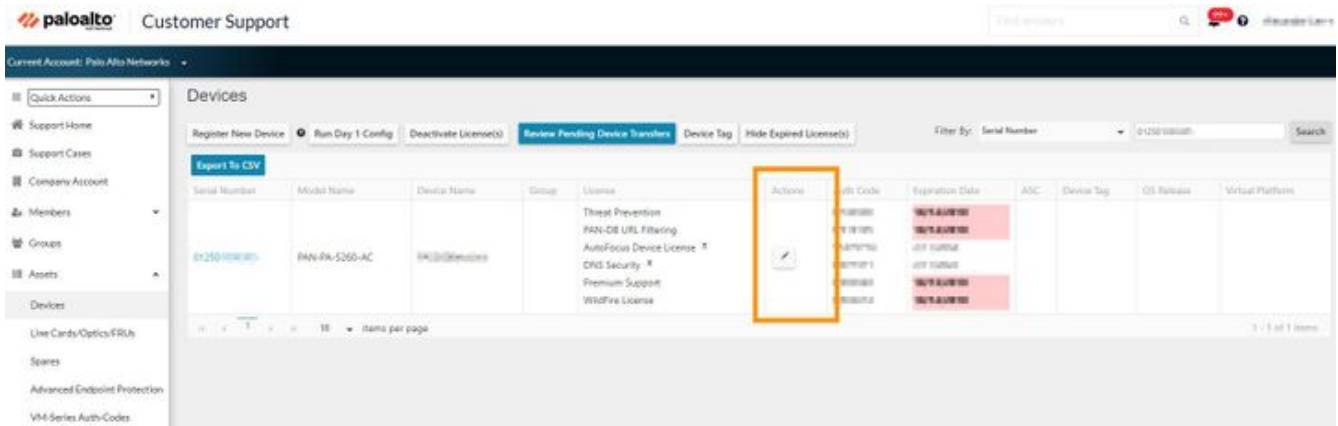 paloalto Customer Support
Find answers
99+
Current Account: Palo Alto Networks
Quick Actions
Devices
Support Home
Register New Device Run Day 1 Config Deactivate License(s) Review Pending Device Transfers Device Tag Hide Expired License(s) Filter By: Serial Number Search
Support Cases
Export To CSV
Company Account
Serial Number Model Name Device Name Group License Actions Auth Code Expiration Date ASC Device Tag OS Release Virtual Platform
Members
Threat Prevention
PAN-DB URL Filtering
Groups
AutoFocus Device License
01250 PAN-PA-5260-AC
DNS Security
Assets
Premium Support
WildFire License
Devices
Line Cards/Optics/FRUs
1 10 items per page 1 - 1 of 1 items
Spares
Advanced Endpoint Protection
VM-Series Auth-Codes